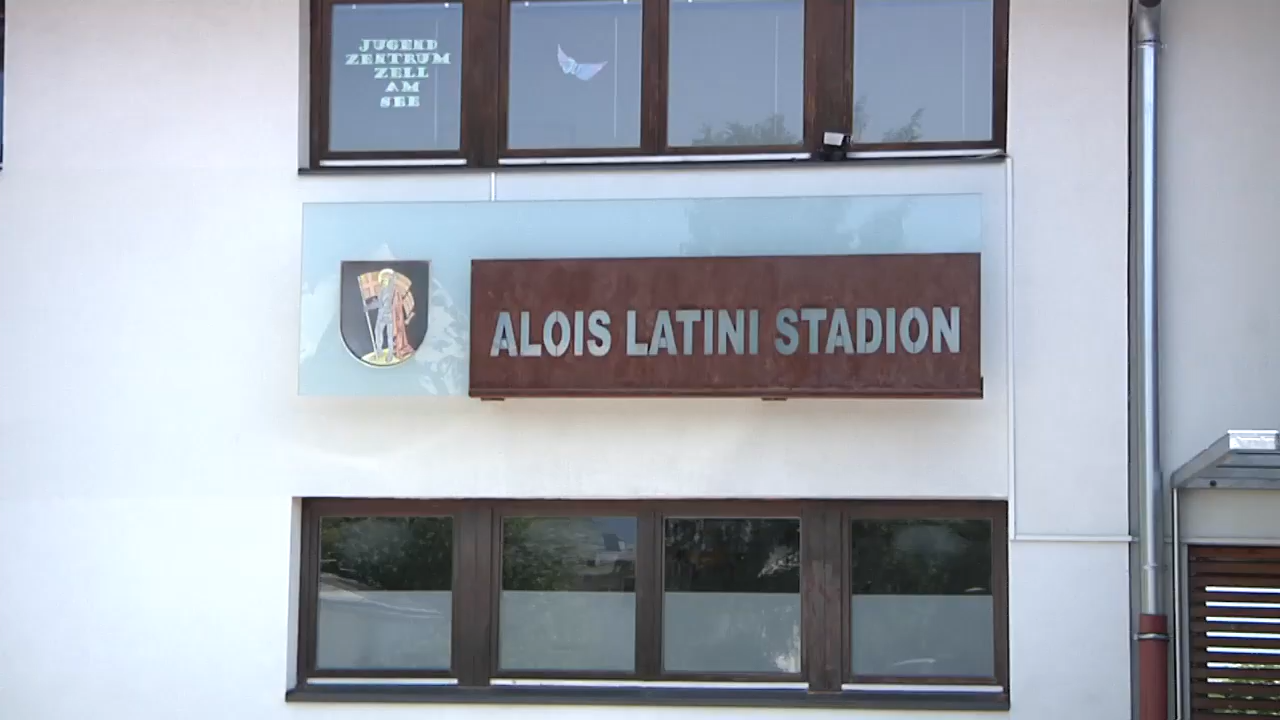 JUGEND
ZENTRUM
ZELL
AM
SEE
ALOIS LATINI STADION